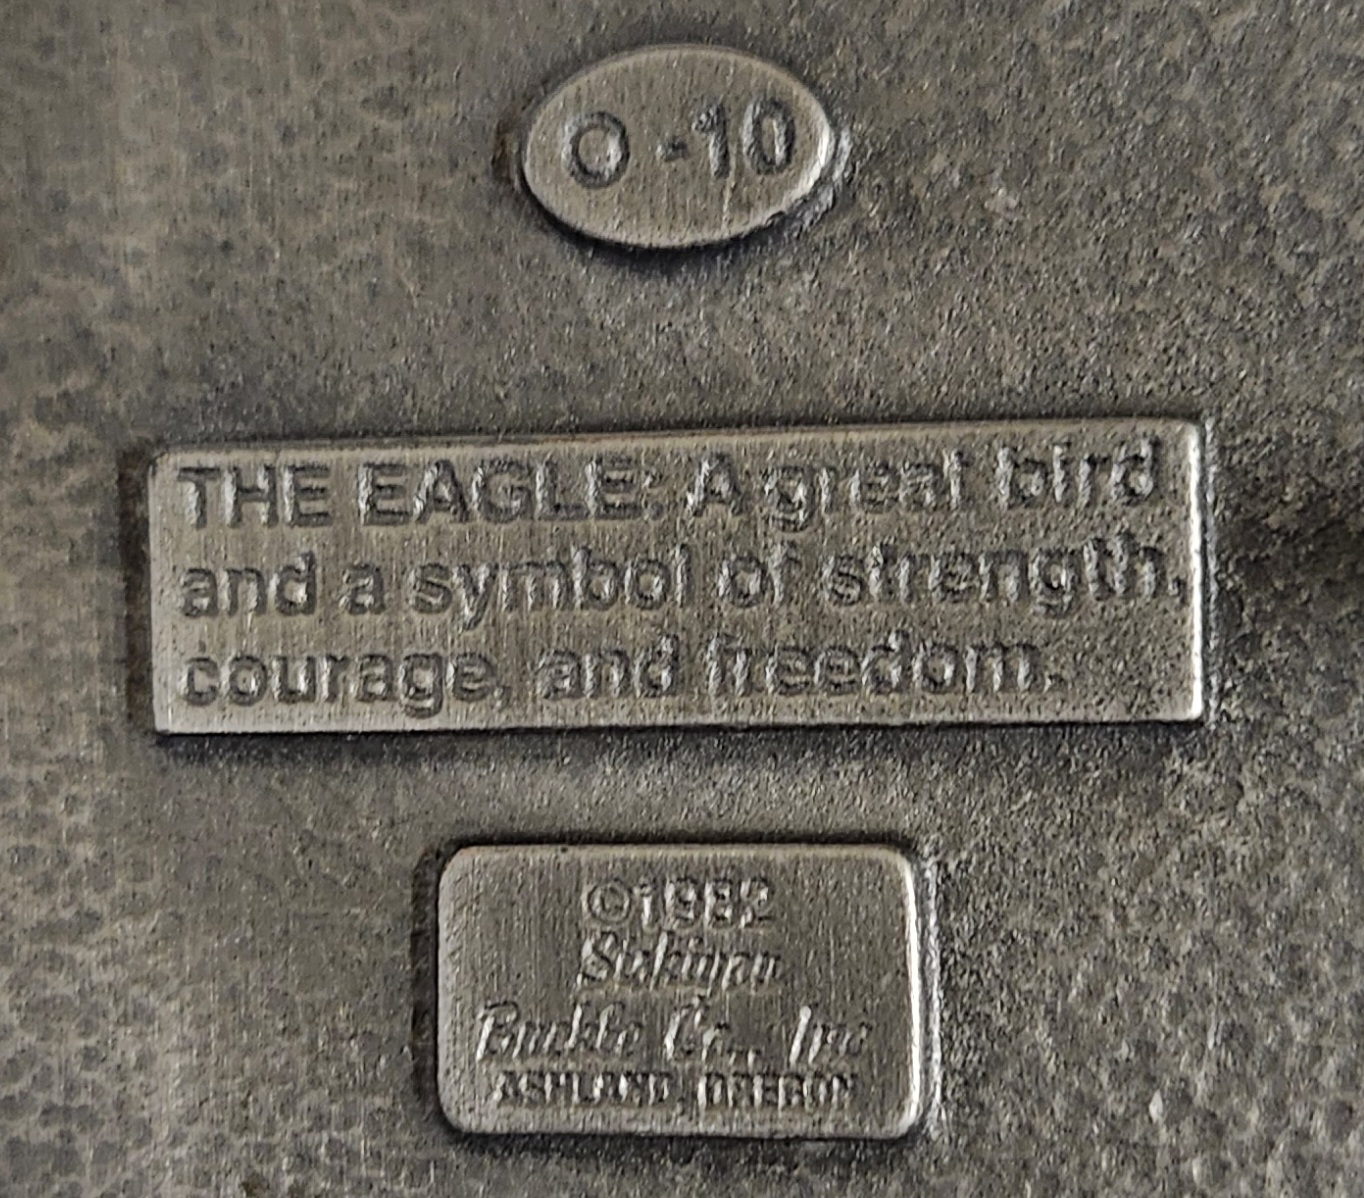 O-10
THE EAGLE: A great bird
and a symbol of strength,
courage, and freedom.
©1982
Siskiyou
Buckle Co., Inc
ASHLAND, OREGON